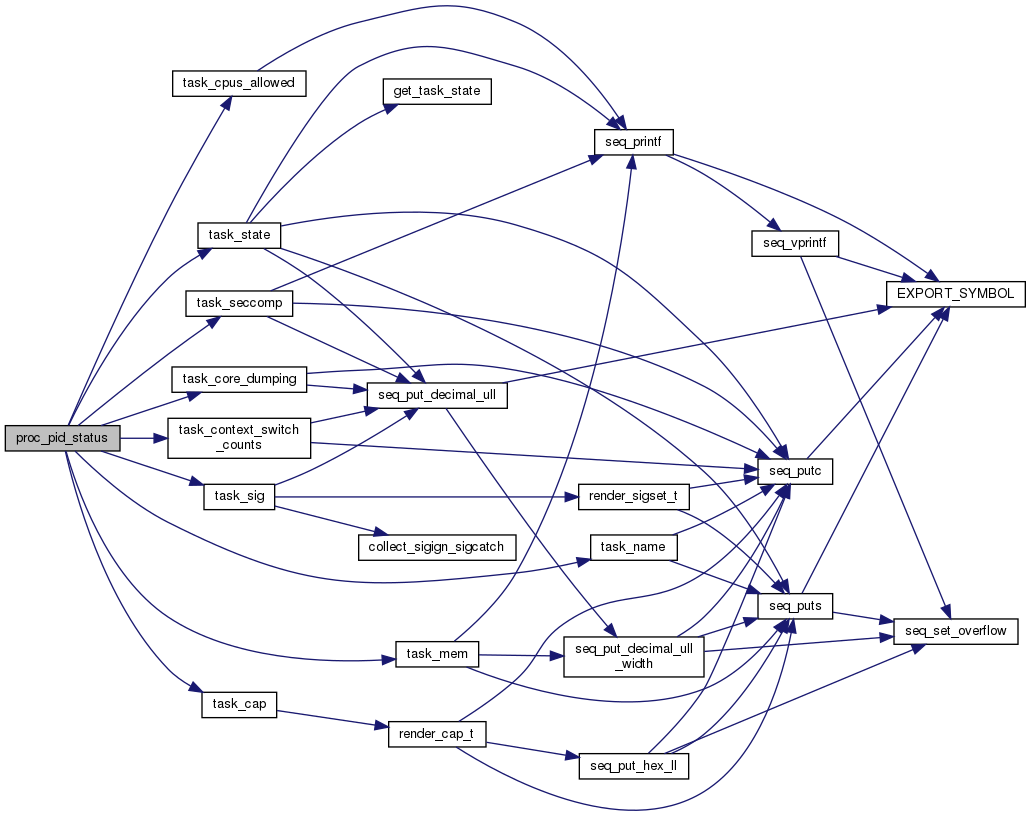 task_cpus_allowed
get_task_state
seq_printf
task_state
seq_vprintf
EXPORT_SYMBOL
task_seccomp
task_core_dumping
seq_put_decimal_ull
proc_pid_status
task_context_switch
_counts
seq_putc
task_sig
render_sigset_t
collect_sigign_sigcatch
task_name
seq_puts
seq_set_overflow
task_mem
seq_put_decimal_ull
_width
task_cap
render_cap_t
seq_put_hex_ll